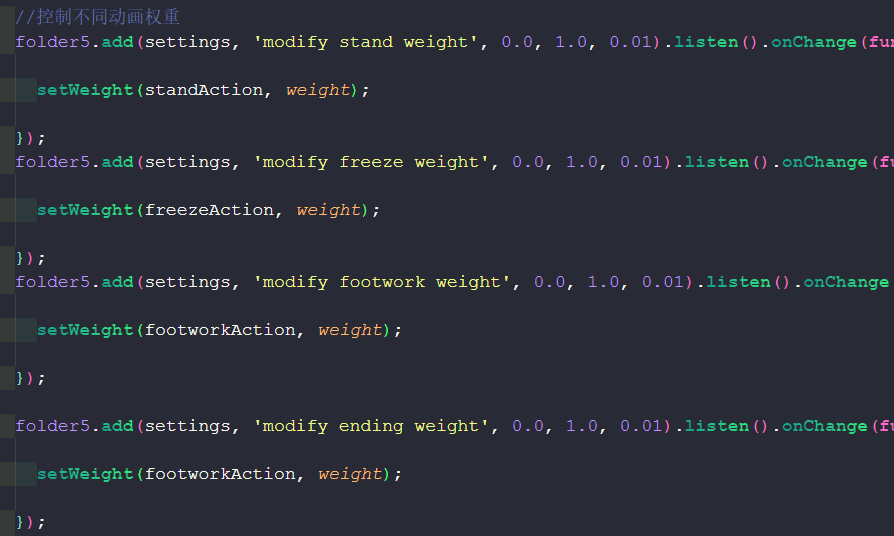 //控制不同动画权重
folder5.add(settings, 'modify stand weight', 0.0, 1.0, 0.01).listen().onChange(fun
setWeight(standAction, weight);
});
folder5.add(settings, 'modify freeze weight', 0.0, 1.0, 0.01).listen().onChange(fu
setWeight(freezeAction, weight);
});
folder5.add(settings, 'modify footwork weight', 0.0, 1.0, 0.01).listen().onChange
setWeight(footworkAction, weight);
});
folder5.add(settings, 'modify ending weight', 0.0, 1.0, 0.01).listen().onChange(fu
setWeight(footworkAction, weight);
});